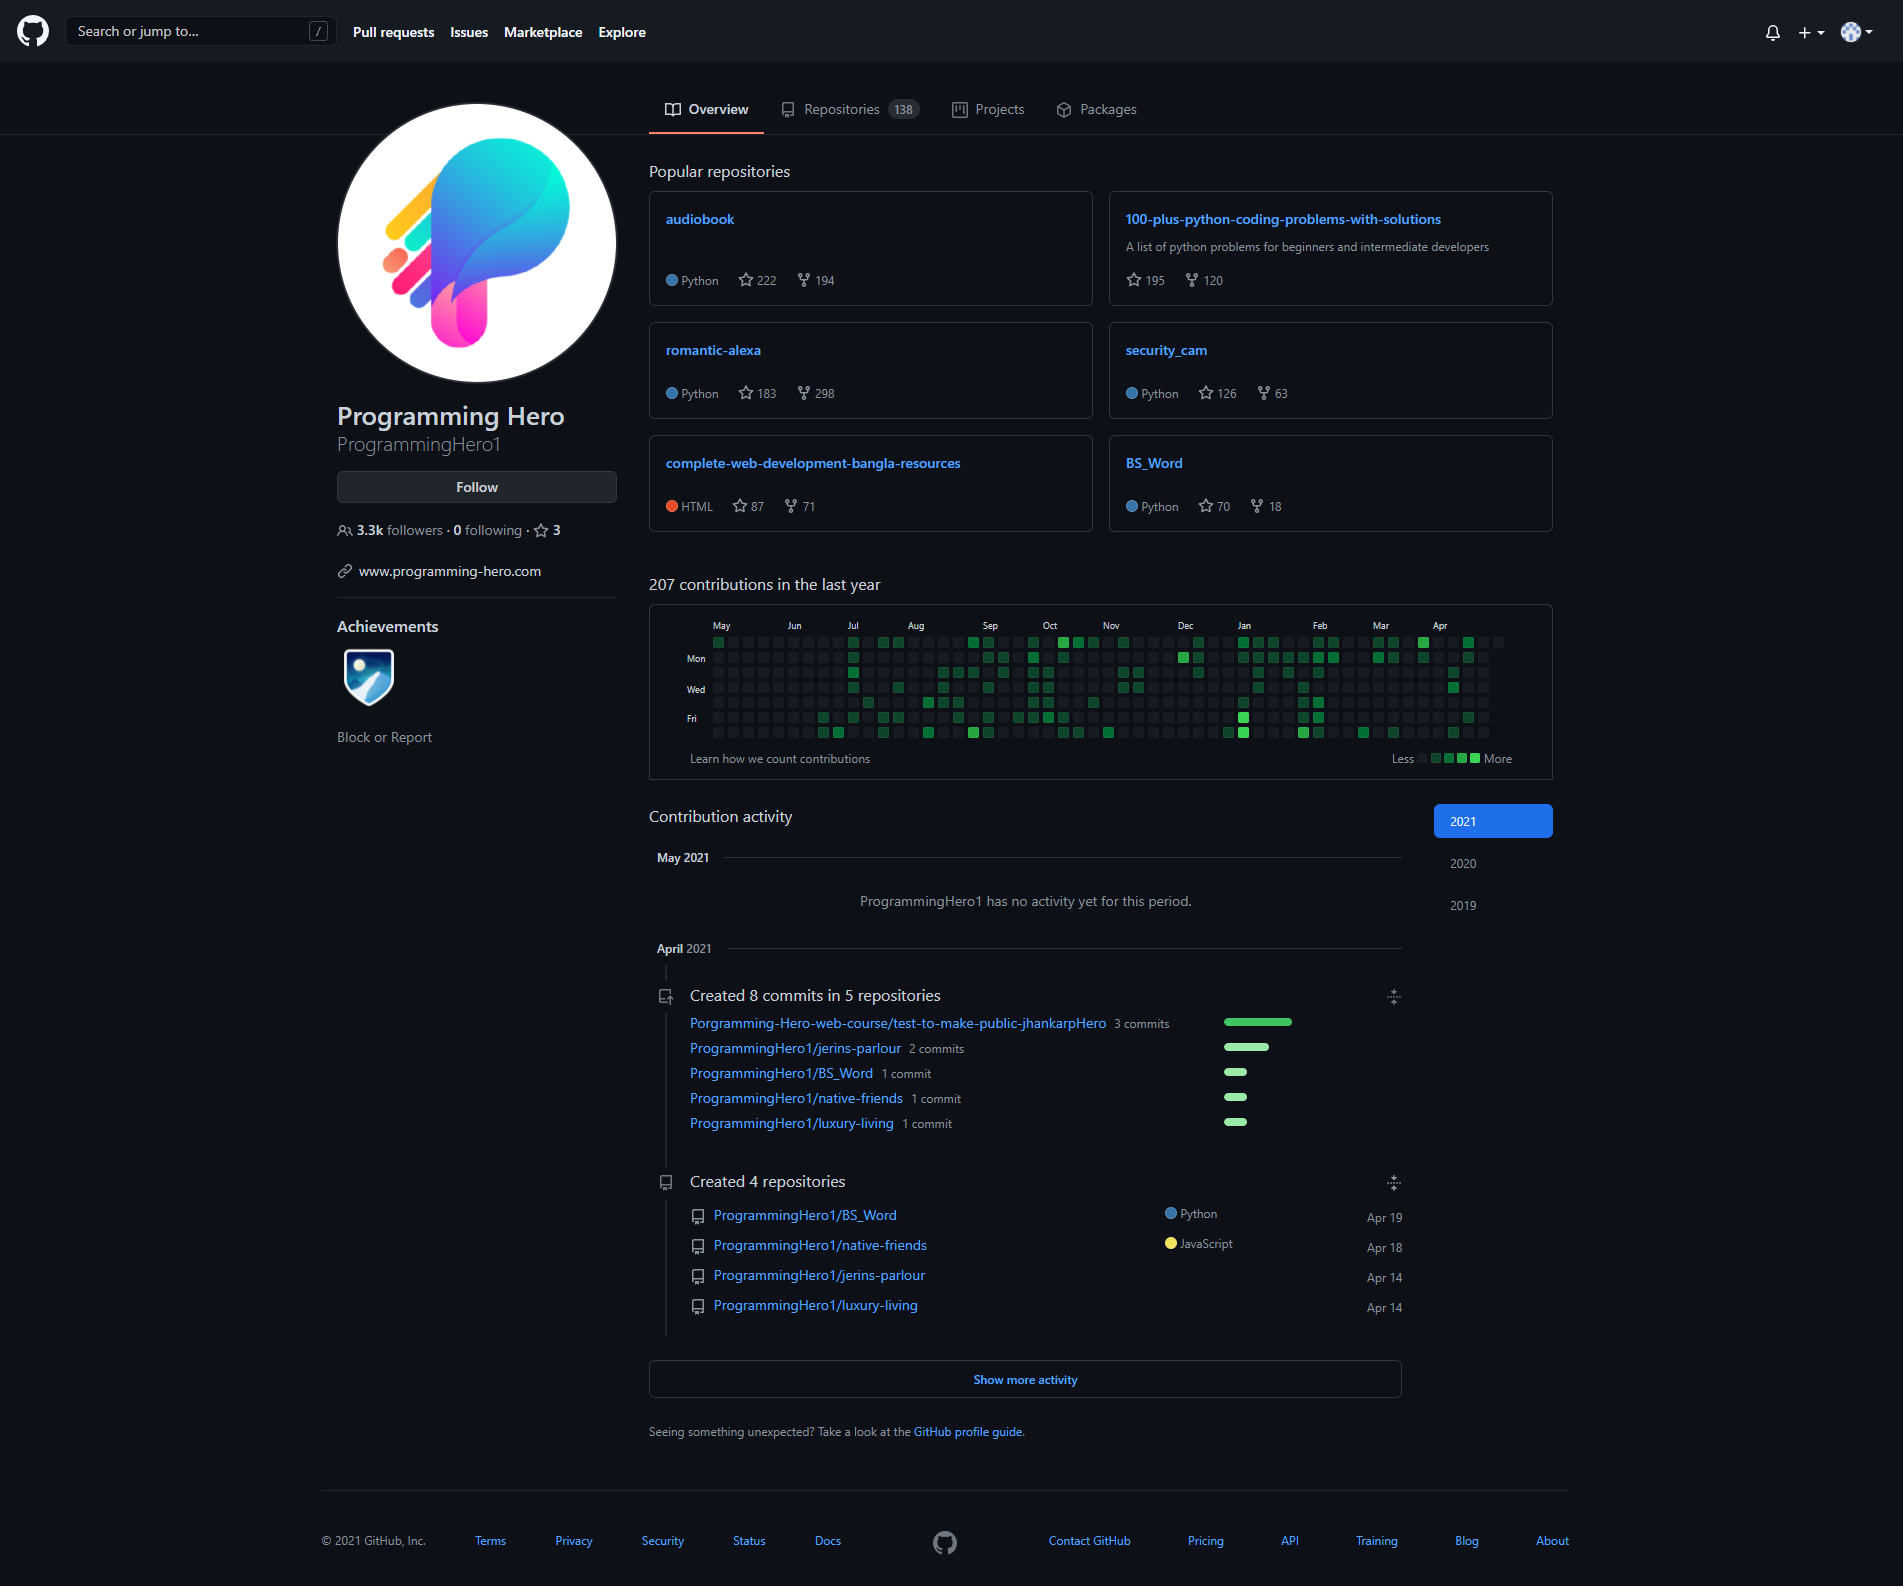 Search or jump to... /
Pull requests Issues Marketplace Explore
Overview Repositories 138 Projects Packages
Programming Hero
ProgrammingHero1
Follow
3.3k followers · 0 following · 3
www.programming-hero.com
Achievements
Block or Report
Popular repositories
audiobook
Python 222 194
100-plus-python-coding-problems-with-solutions
A list of python problems for beginners and intermediate developers
195 120
romantic-alexa
Python 183 298
security_cam
Python 126 63
complete-web-development-bangla-resources
HTML 87 71
BS_Word
Python 70 18
207 contributions in the last year
May Jun Jul Aug Sep Oct Nov Dec Jan Feb Mar Apr
Mon
Wed
Fri
Learn how we count contributions
Less More
Contribution activity
2021
2020
2019
May 2021
ProgrammingHero1 has no activity yet for this period.
April 2021
Created 8 commits in 5 repositories
Porgramming-Hero-web-course/test-to-make-public-jhankarpHero 3 commits
ProgrammingHero1/jerins-parlour 2 commits
ProgrammingHero1/BS_Word 1 commit
ProgrammingHero1/native-friends 1 commit
ProgrammingHero1/luxury-living 1 commit
Created 4 repositories
ProgrammingHero1/BS_Word Python Apr 19
ProgrammingHero1/native-friends JavaScript Apr 18
ProgrammingHero1/jerins-parlour Apr 14
ProgrammingHero1/luxury-living Apr 14
Show more activity
Seeing something unexpected? Take a look at the GitHub profile guide.
© 2021 GitHub, Inc. Terms Privacy Security Status Docs Contact GitHub Pricing API Training Blog About